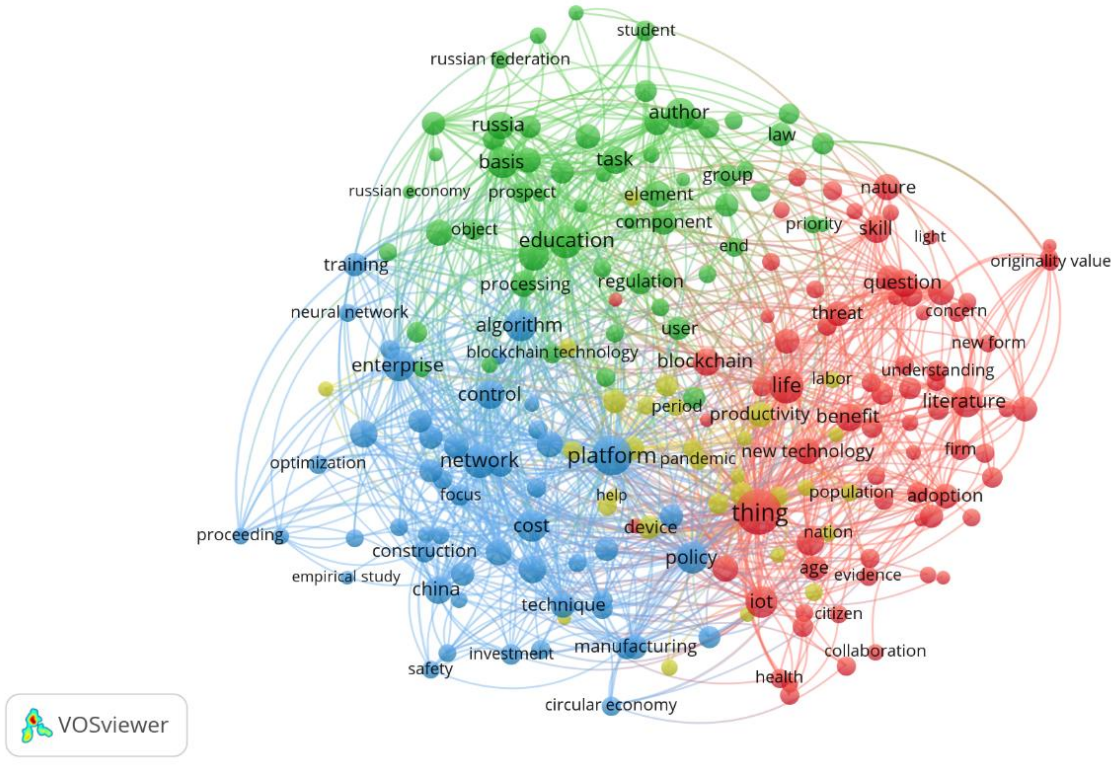 student
russian federation
author
russia
law
basis
task
group
russian economy
prospect
element
nature
object
component
priority
skill
light
education
end
training
originality value
processing
regulation
question
neural network
algorithm
user
threat
concern
blockchain technology
blockchain
new form
enterprise
life
labor
understanding
control
period
productivity
benefit
literature
network
platform
pandemic
new technology
firm
optimization
focus
help
population
adoption
proceeding
cost
device
thing
nation
construction
policy
empirical study
age
evidence
china
technique
iot
citizen
manufacturing
collaboration
safety
investment
health
circular economy
VOSviewer